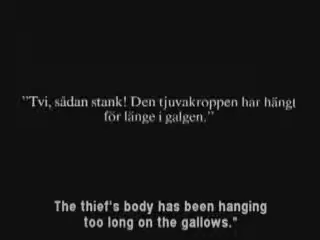 ”Tvi, sådan stank! Den tjuvakroppen har hängt
för länge i galgen.”
The thief's body has been hanging
too long on the gallows."